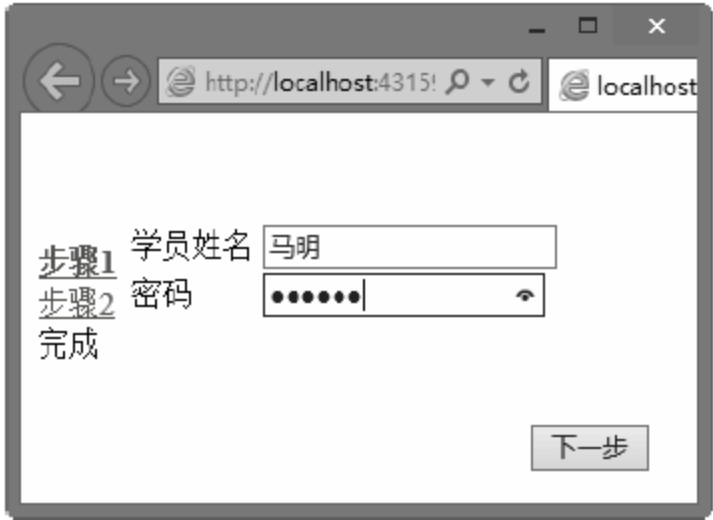 http://localhost:4315
localhost
学员姓名 马明
步骤1
密码 ●●●●●●
步骤2
完成
下一步